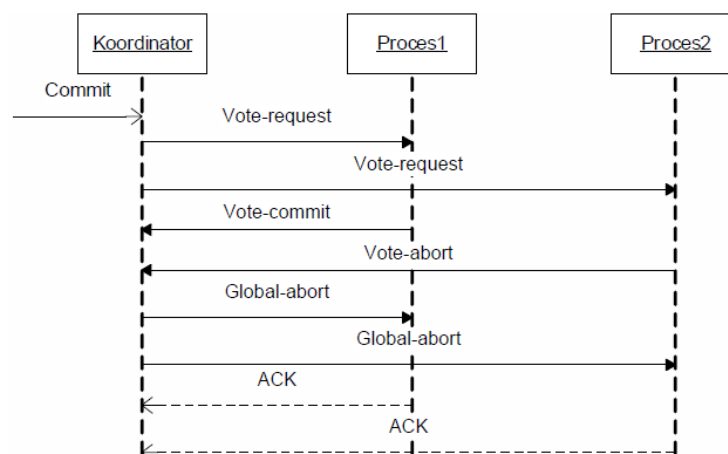 Koordinator
Proces1
Proces2
Commit
Vote-request
Vote-request
Vote-commit
Vote-abort
Global-abort
Global-abort
ACK
ACK